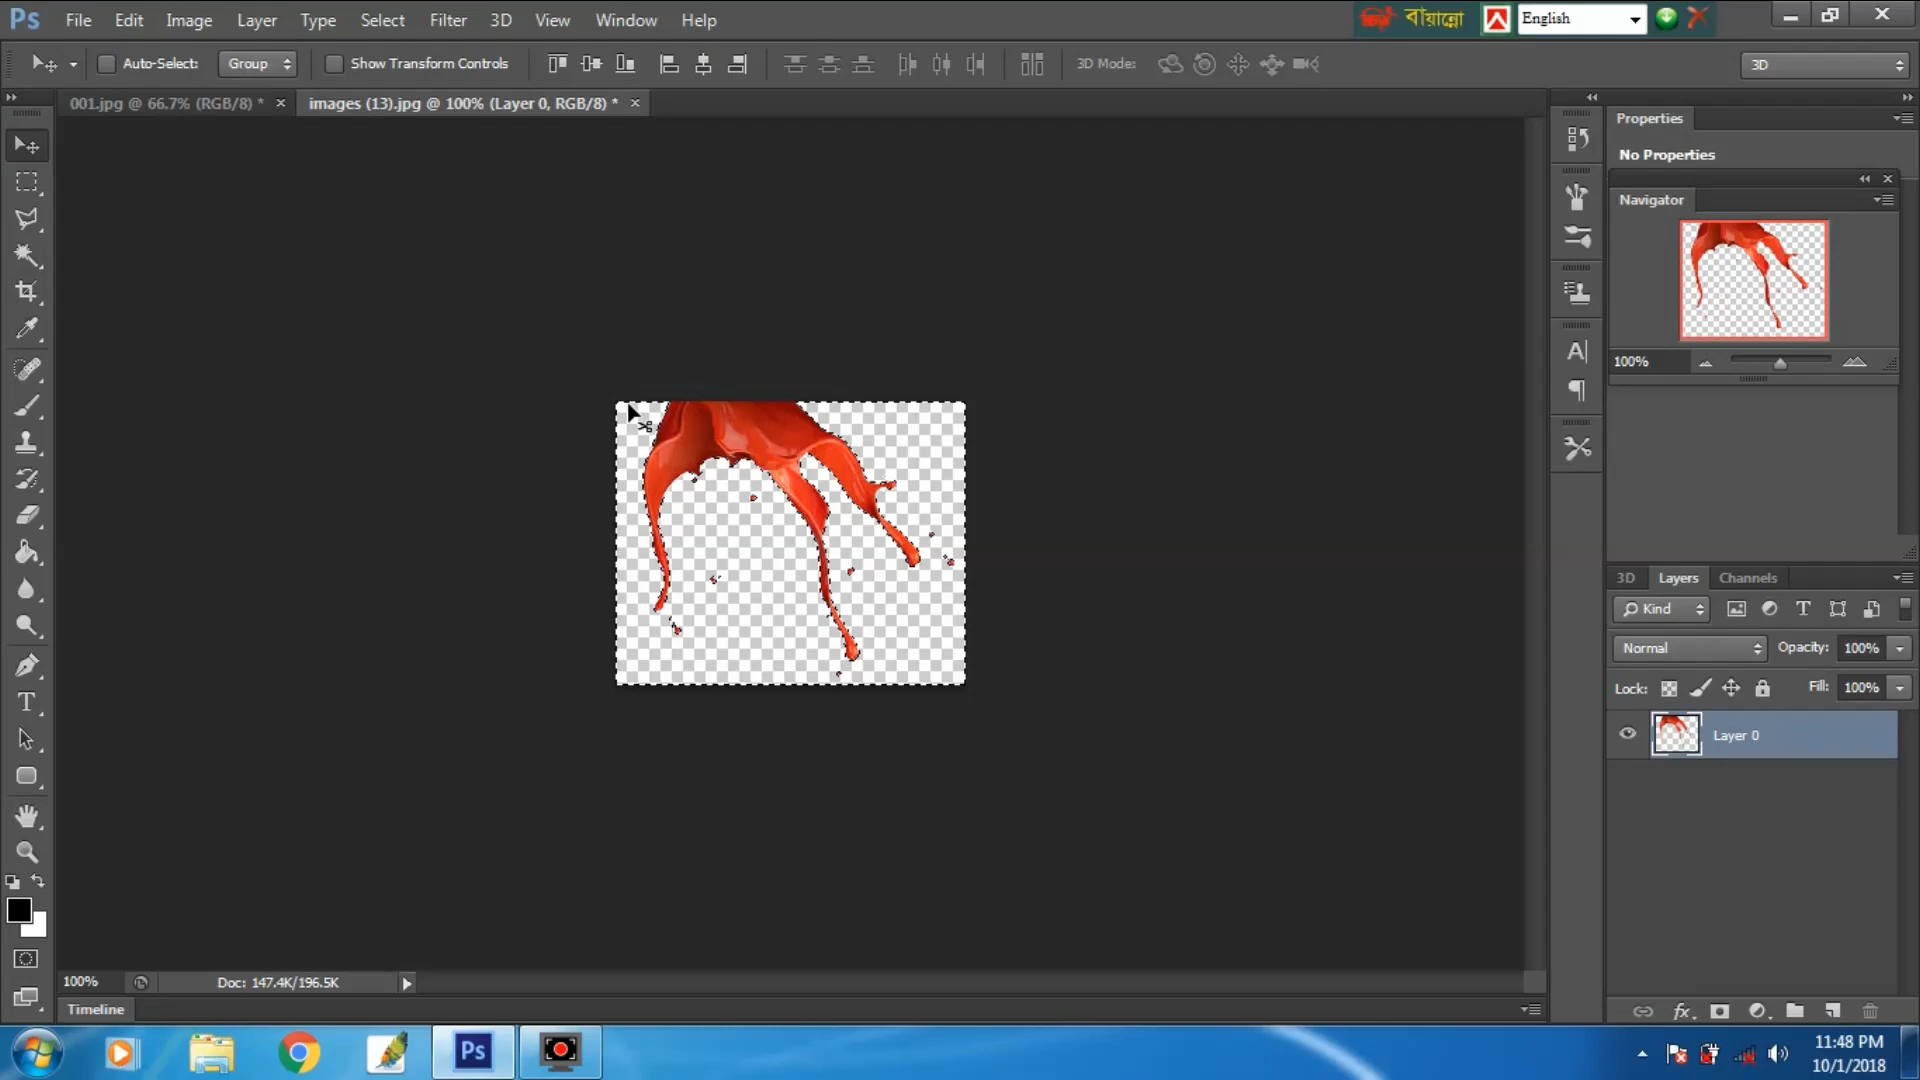 Ps File Edit Image Layer Type Select Filter 3D View Window Help বায়ান্নো English
Auto-Select: Group Show Transform Controls 3D Mode: 3D
001.jpg @ 66.7% (RGB/8) * × images (13).jpg @ 100% (Layer 0, RGB/8) * ×
Properties
No Properties
Navigator
100%
3D Layers Channels
Kind
Normal Opacity: 100%
Lock: Fill: 100%
Layer 0
100% Doc: 147.4K/196.5K
Timeline
Ps
11:48 PM
10/1/2018